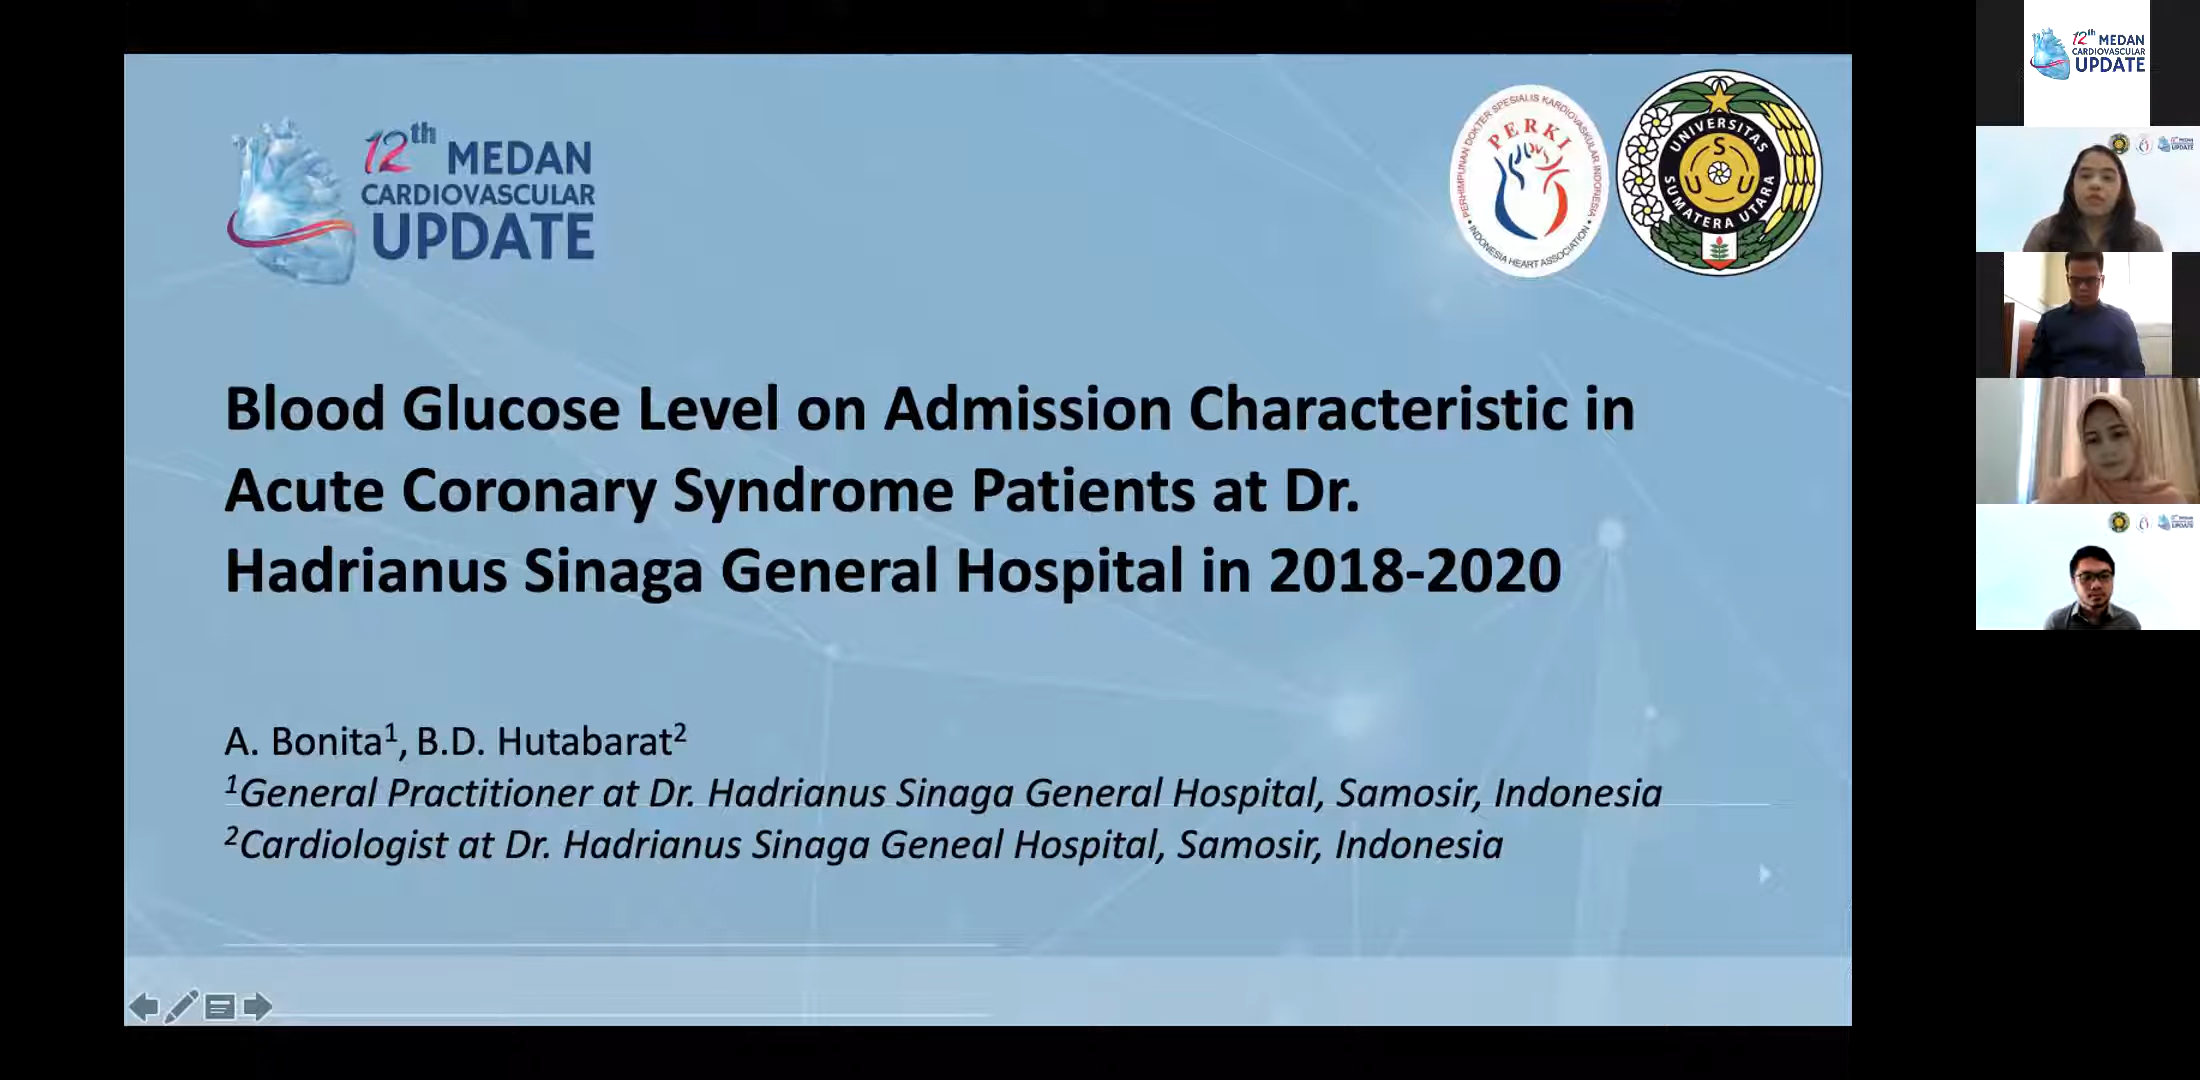 12th MEDAN
CARDIOVASCULAR
UPDATE
PERHIMPUNAN DOKTER SPESIALIS KARDIOVASKULAR INDONESIA
PERKI
INDONESIA HEART ASSOCIATION
UNIVERSITAS
SUMATERA UTARA
U S U
Blood Glucose Level on Admission Characteristic in
Acute Coronary Syndrome Patients at Dr.
Hadrianus Sinaga General Hospital in 2018-2020
A. Bonita1, B.D. Hutabarat2
1General Practitioner at Dr. Hadrianus Sinaga General Hospital, Samosir, Indonesia
2Cardiologist at Dr. Hadrianus Sinaga Geneal Hospital, Samosir, Indonesia
12th MEDAN
CARDIOVASCULAR
UPDATE